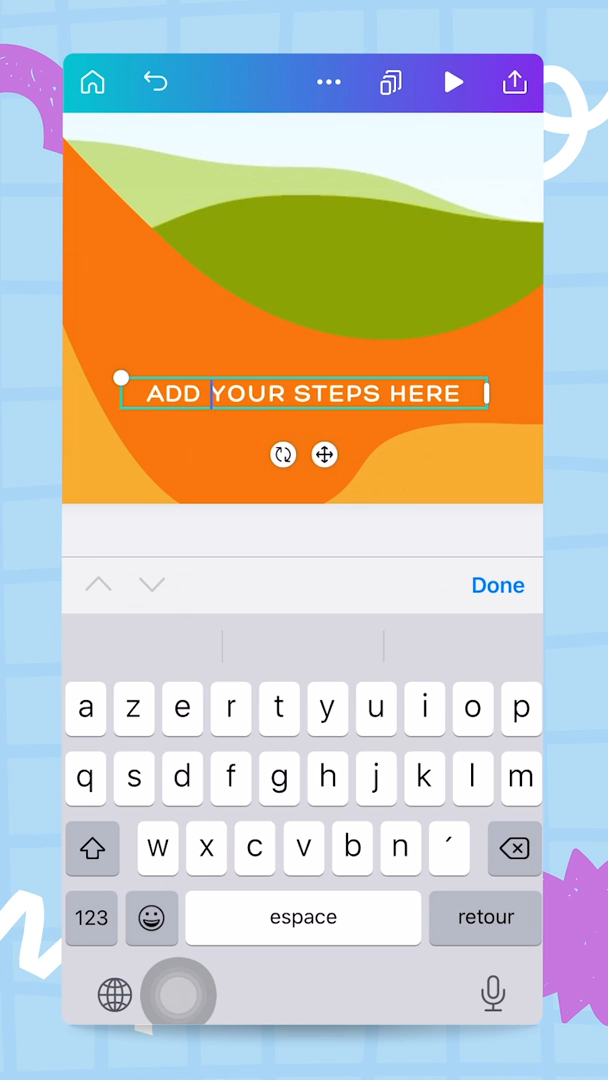 ADD YOUR STEPS HERE
Done
a z e r t y u i o p
q s d f g h j k l m
w x c v b n ´
123 espace retour